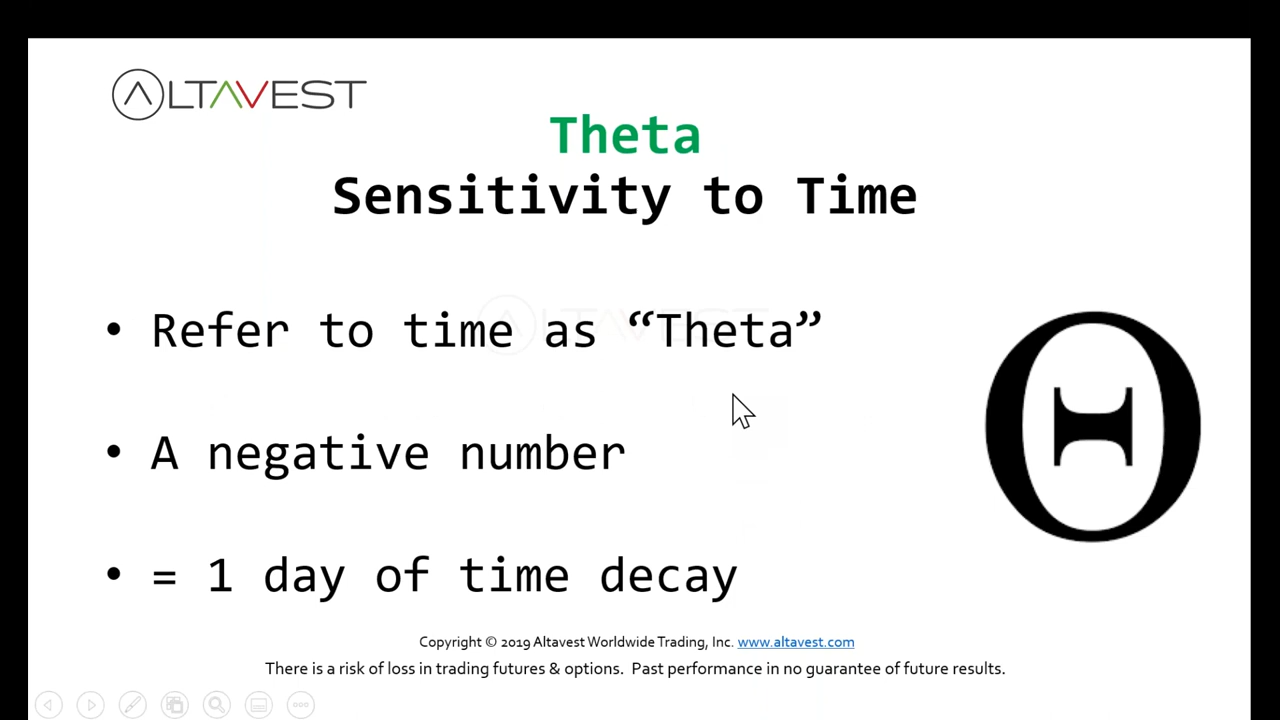 ALTAVEST
Theta
Sensitivity to Time
• Refer to time as “Theta”
ALTAVEST
• A negative number
Θ
• = 1 day of time decay
Copyright © 2019 Altavest Worldwide Trading, Inc. www.altavest.com
There is a risk of loss in trading futures & options. Past performance in no guarantee of future results.